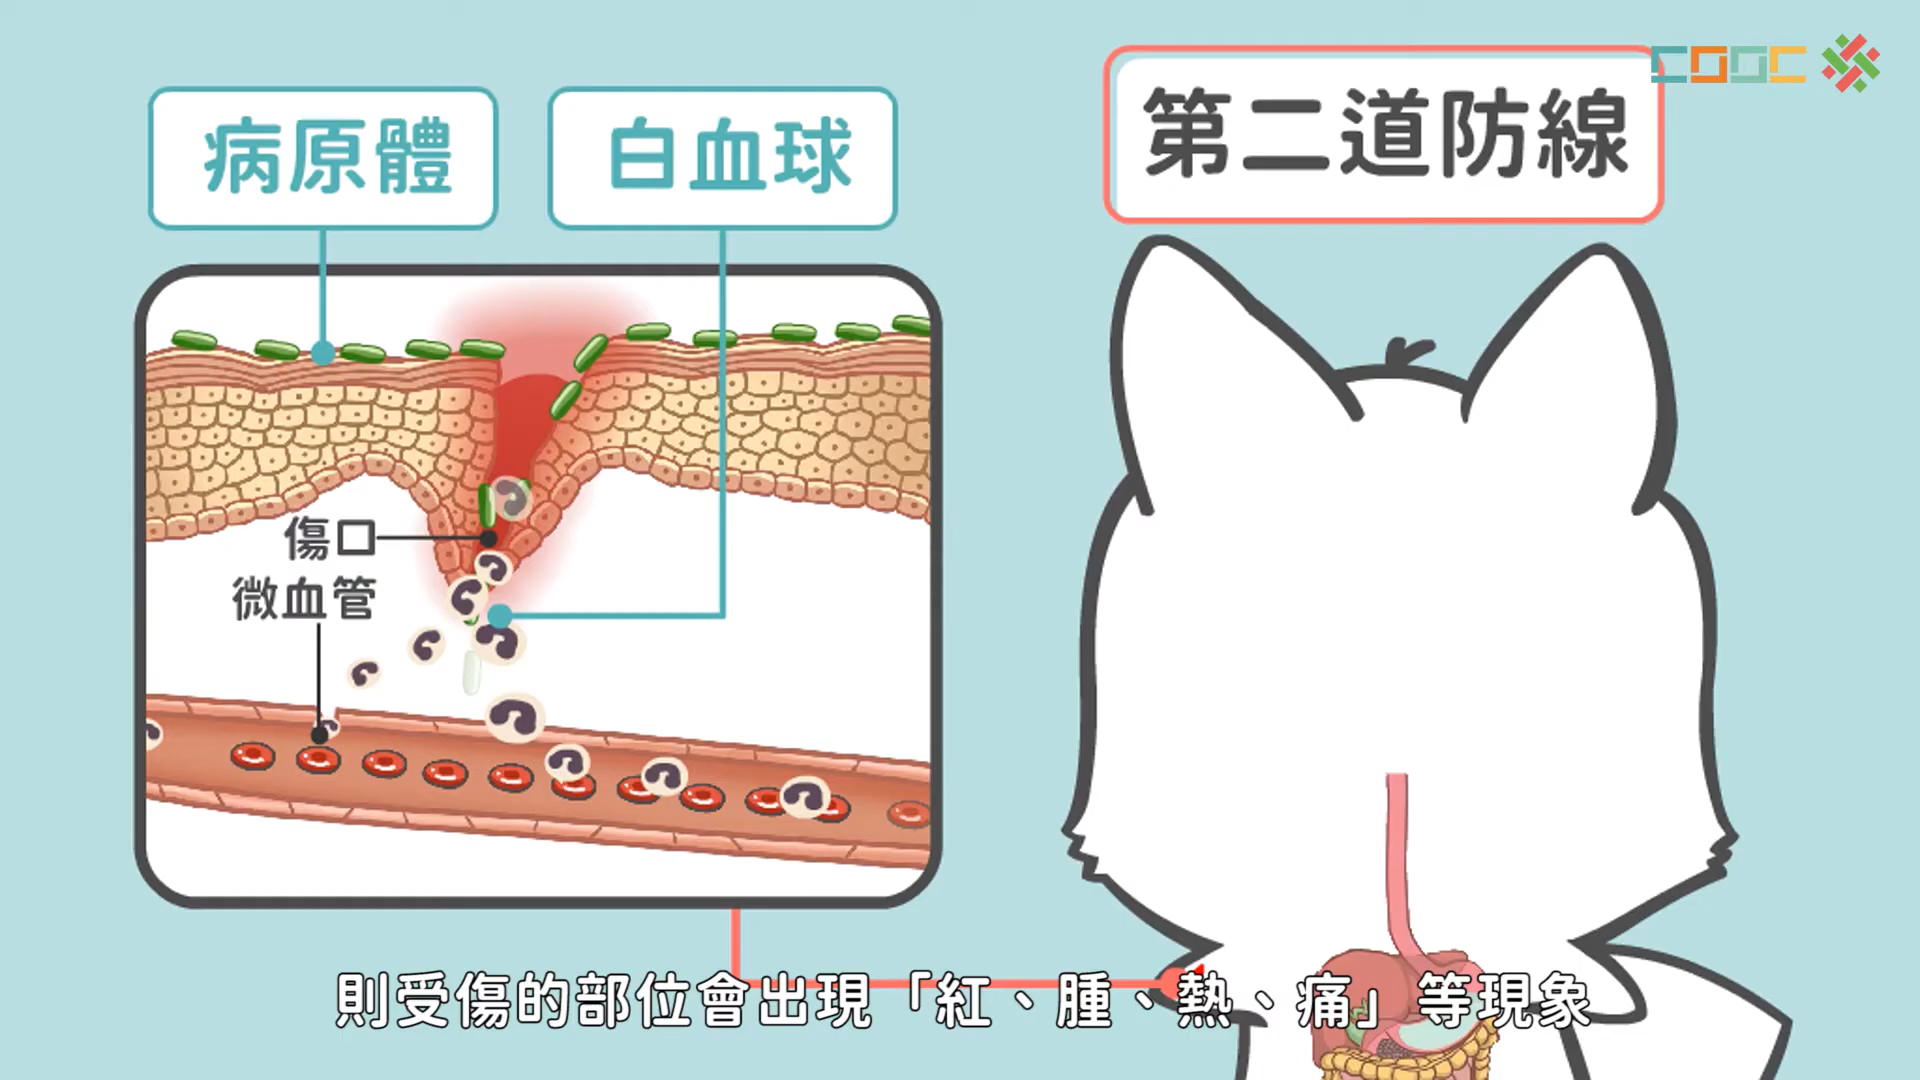 病原體
白血球
第二道防線
COOC
傷口
微血管
則受傷的部位會出現「紅、腫、熱、痛」等現象